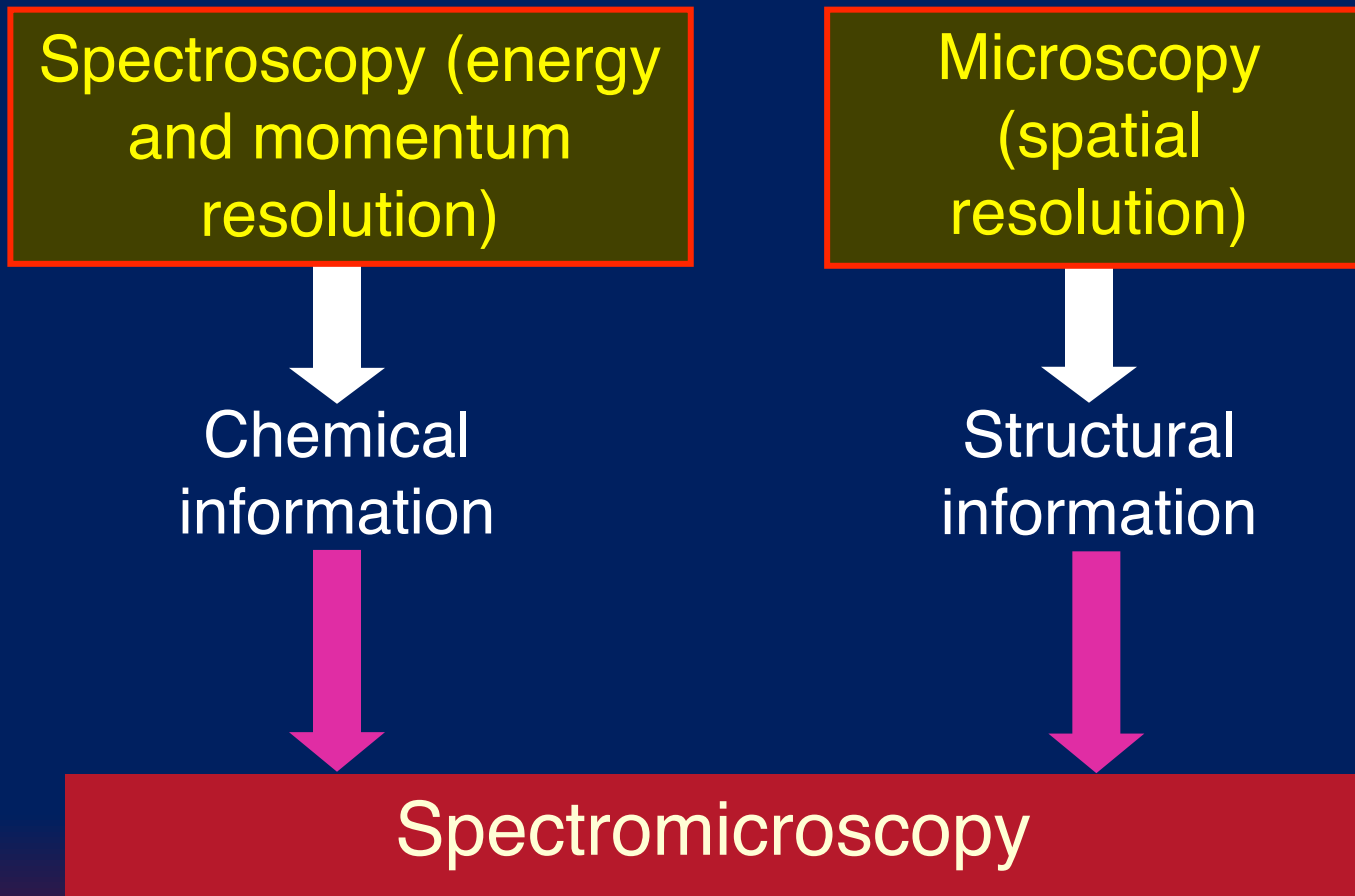 Spectroscopy (energy
and momentum
resolution)
Microscopy
(spatial
resolution)
Chemical
information
Structural
information
Spectromicroscopy